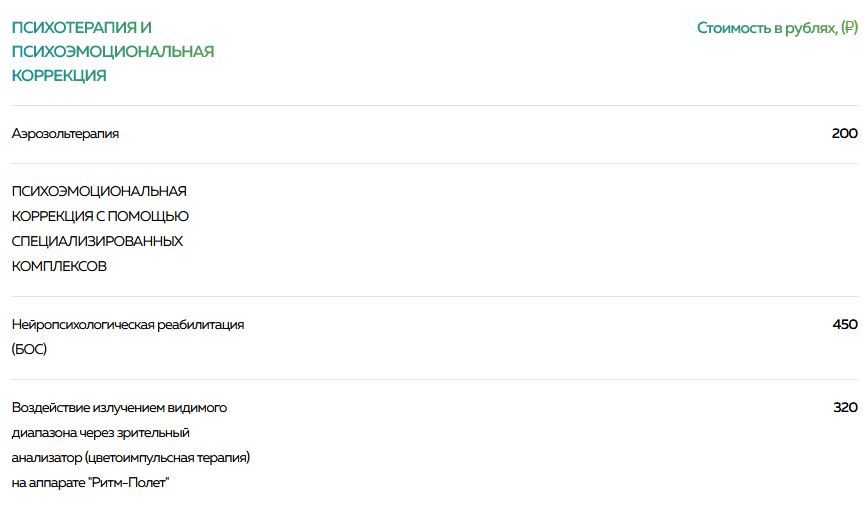 ПСИХОТЕРАПИЯ И
ПСИХОЭМОЦИОНАЛЬНАЯ
КОРРЕКЦИЯ
Стоимость в рублях, (₽)
Аэрозольтерапия
200
ПСИХОЭМОЦИОНАЛЬНАЯ
КОРРЕКЦИЯ С ПОМОЩЬЮ
СПЕЦИАЛИЗИРОВАННЫХ
КОМПЛЕКСОВ
Нейропсихологическая реабилитация
(БОС)
450
Воздействие излучением видимого
диапазона через зрительный
анализатор (цветоимпульсная терапия)
на аппарате "Ритм-Полет"
320